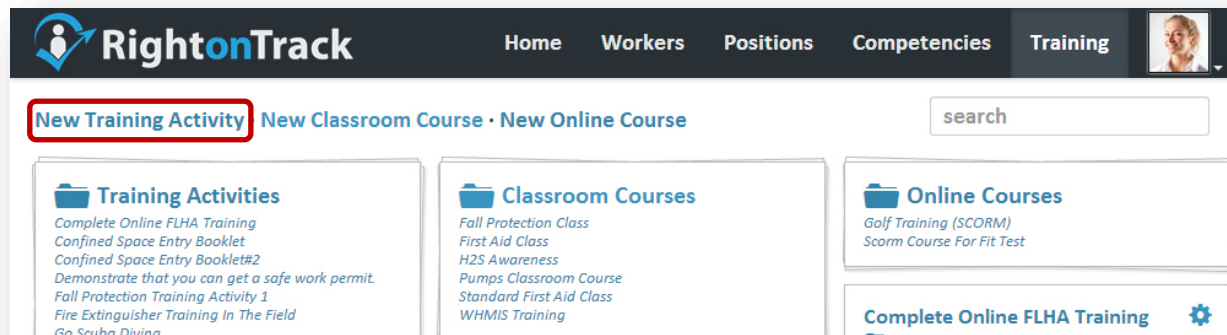 RightonTrack
Home Workers Positions Competencies Training
New Training Activity · New Classroom Course · New Online Course
search
Training Activities
Complete Online FLHA Training
Confined Space Entry Booklet
Confined Space Entry Booklet#2
Demonstrate that you can get a safe work permit.
Fall Protection Training Activity 1
Fire Extinguisher Training In The Field
Go Scuba Diving
Classroom Courses
Fall Protection Class
First Aid Class
H2S Awareness
Pumps Classroom Course
Standard First Aid Class
WHMIS Training
Online Courses
Golf Training (SCORM)
Scorm Course For Fit Test
Complete Online FLHA Training